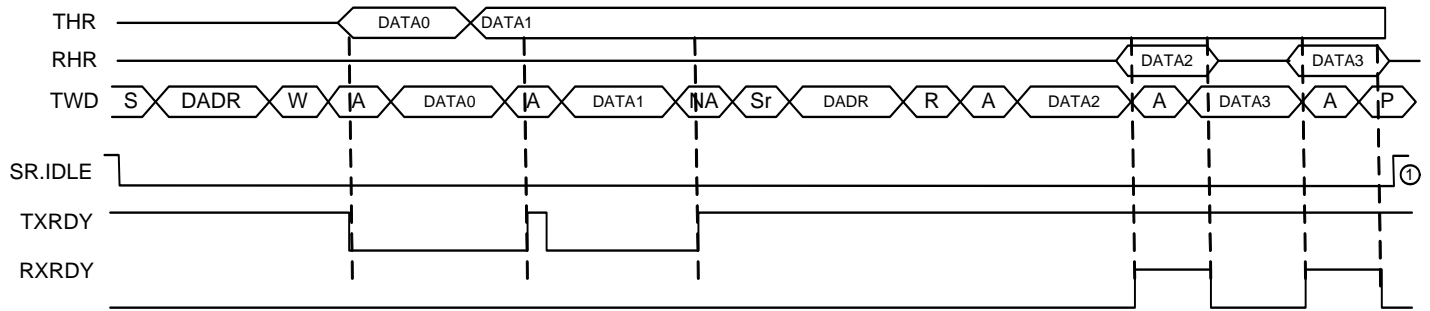 THR DATA0 DATA1
RHR DATA2 DATA3
TWD S DADR W A DATA0 A DATA1 NA Sr DADR R A DATA2 A DATA3 A P
SR.IDLE ①
TXRDY
RXRDY